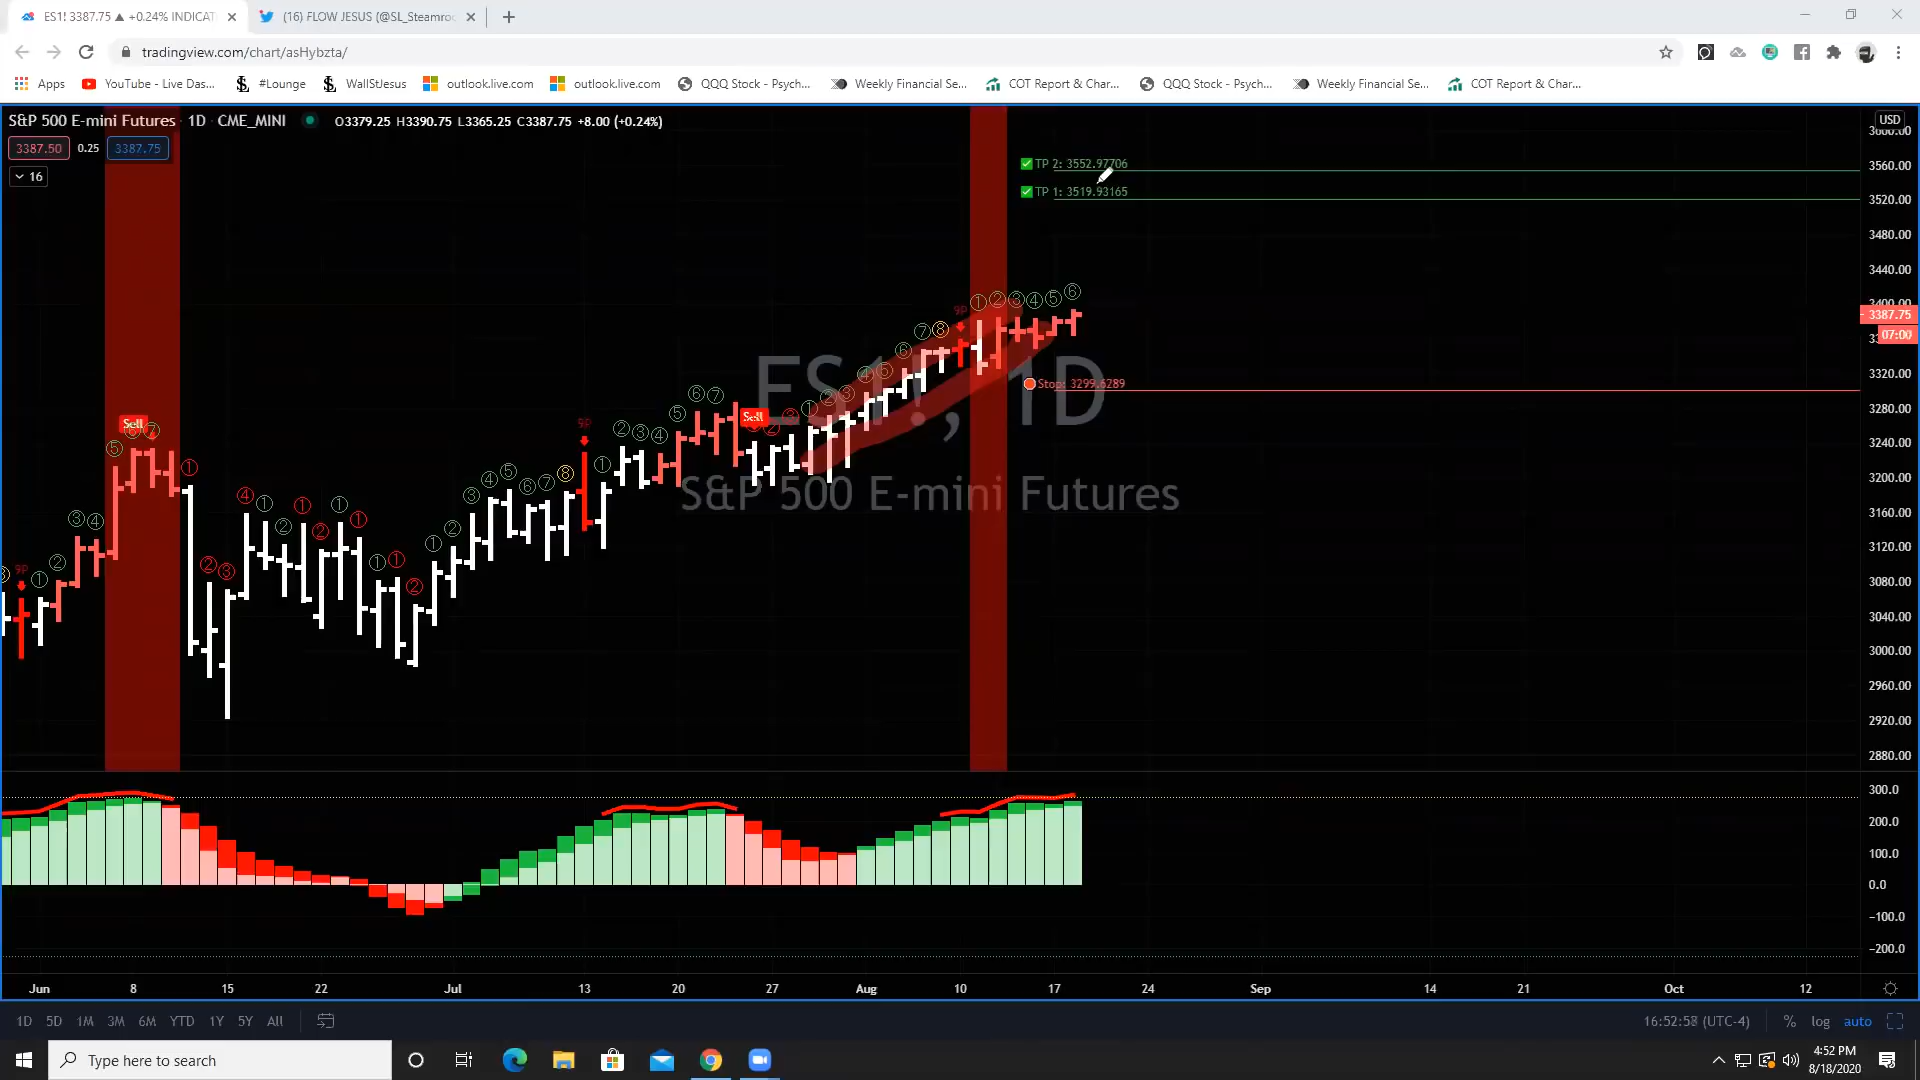 ES1! 3387.75 ▲ +0.24% INDICAT
(16) FLOW JESUS (@SL_Steamro
tradingview.com/chart/asHybzta/
Apps
YouTube - Live Das...
#Lounge
WallStJesus
outlook.live.com
outlook.live.com
QQQ Stock - Psych...
Weekly Financial Se...
COT Report & Char...
QQQ Stock - Psych...
Weekly Financial Se...
COT Report & Char...
S&P 500 E-mini Futures 1D CME_MINI
O3379.25 H3390.75 L3365.25 C3387.75 +8.00 (+0.24%)
3387.50 0.25 3387.75
16
USD
3600.00
3560.00
3520.00
3480.00
3440.00
3400.00
3387.75
07:00
3320.00
3280.00
3240.00
3200.00
3160.00
3120.00
3080.00
3040.00
3000.00
2960.00
2920.00
2880.00
TP 2: 3552.97706
TP 1: 3519.93165
Stop: 3299.6289
Sell
Sell
9P
9P
9P
ES1!, 1D
S&P 500 E-mini Futures
300.0
200.0
100.0
0.0
-100.0
-200.0
Jun 8 15 22 Jul 13 20 27 Aug 10 17 24 Sep 14 21 Oct 12
1D 5D 1M 3M 6M YTD 1Y 5Y All
(UTC-4) % log auto
Type here to search
4:52 PM
8/18/2020